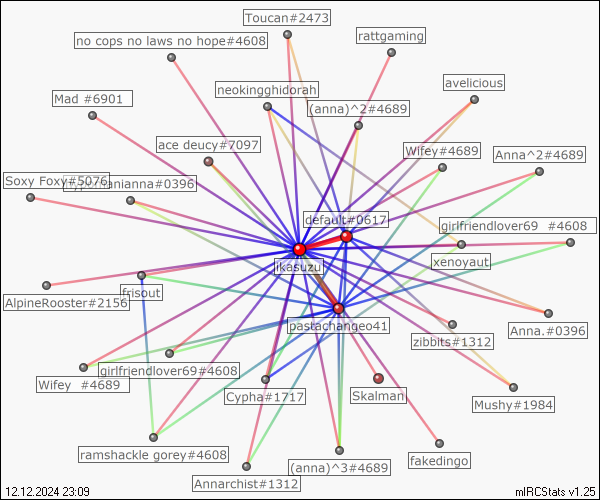 Toucan#2473
rattgaming
no cops no laws no hope#4608
avelicious
neokingghidorah
Mad #6901
(anna)^2#4689
ace deucy#7097
Wifey#4689
Anna^2#4689
Soxy Foxy#5076
anianna#0396
default#0617
girlfriendlover69 #4608
xenoyaut
jikasuzu
frisout
AlpineRooster#2156
pastachangeo41
Anna.#0396
zibbits#1312
girlfriendlover69#4608
Wifey #4689
Cypha#1717
Skalman
Mushy#1984
ramshackle gorey#4608
fakedingo
(anna)^3#4689
Annarchist#1312
12.12.2024 23:09
mIRCStats v1.25